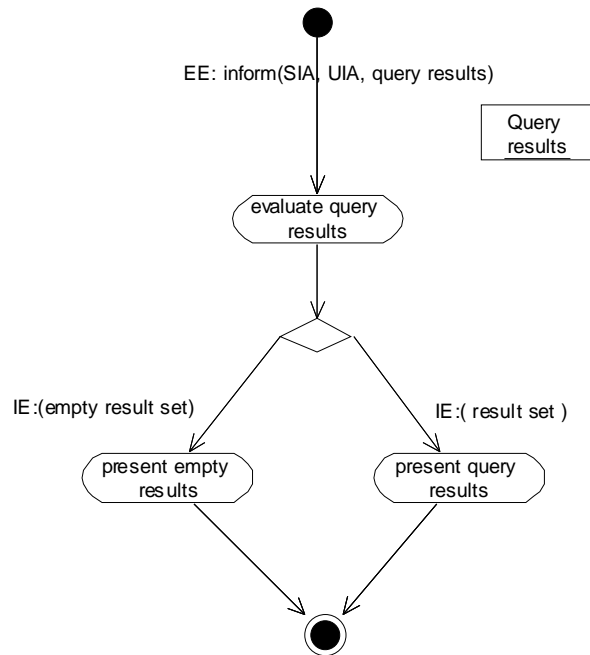 EE: inform(SIA, UIA, query results)
Query
results
evaluate query
results
IE:(empty result set)
IE:( result set )
present empty
results
present query
results